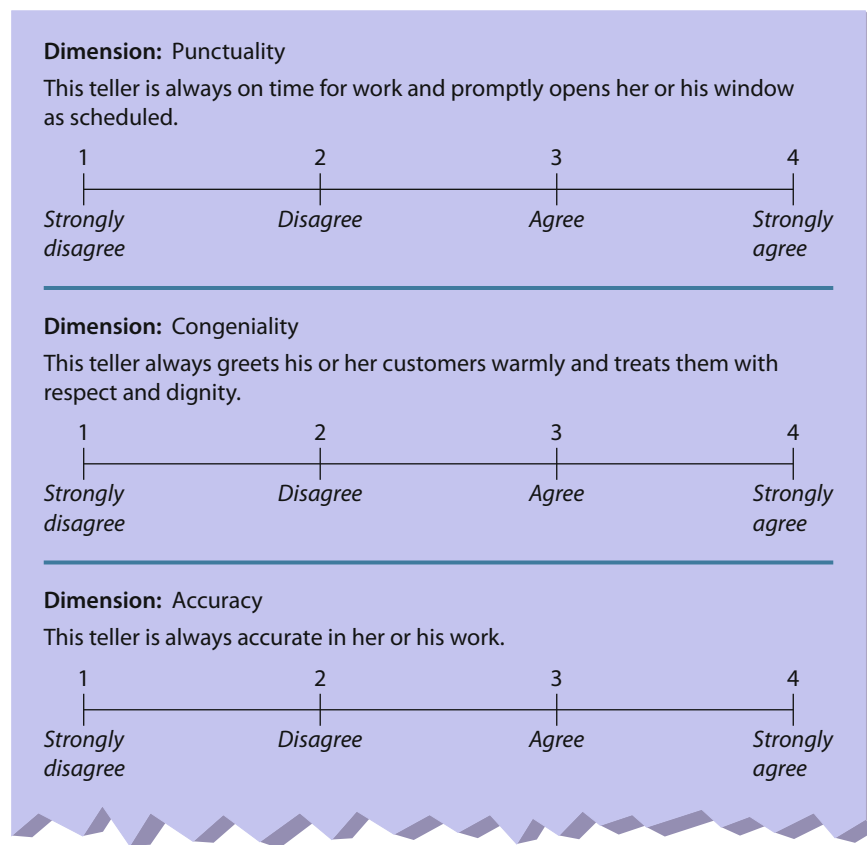 Dimension: Punctuality
This teller is always on time for work and promptly opens her or his window
as scheduled.
1 2 3 4
Strongly Disagree Agree Strongly
disagree agree
Dimension: Congeniality
This teller always greets his or her customers warmly and treats them with
respect and dignity.
1 2 3 4
Strongly Disagree Agree Strongly
disagree agree
Dimension: Accuracy
This teller is always accurate in her or his work.
1 2 3 4
Strongly Disagree Agree Strongly
disagree agree